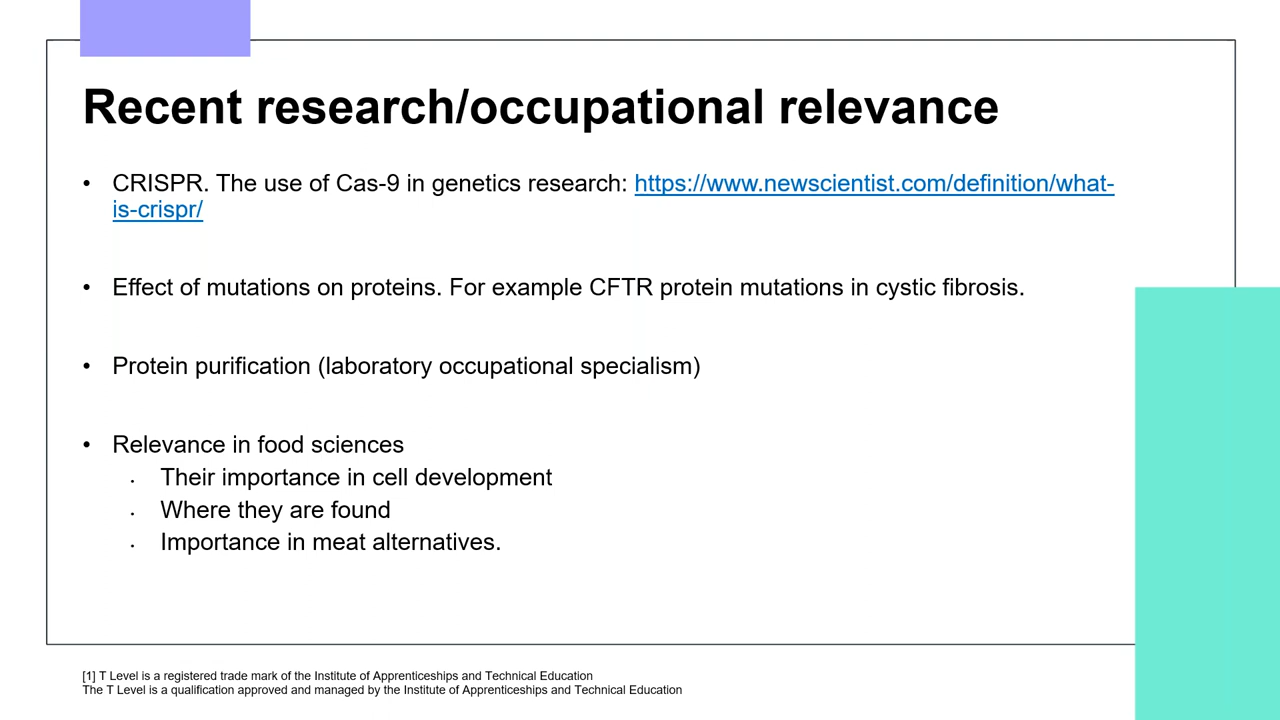 Recent research/occupational relevance
• CRISPR. The use of Cas-9 in genetics research: https://www.newscientist.com/definition/what-
is-crispr/
• Effect of mutations on proteins. For example CFTR protein mutations in cystic fibrosis.
• Protein purification (laboratory occupational specialism)
• Relevance in food sciences
· Their importance in cell development
· Where they are found
· Importance in meat alternatives.
[1] T Level is a registered trade mark of the Institute of Apprenticeships and Technical Education
The T Level is a qualification approved and managed by the Institute of Apprenticeships and Technical Education